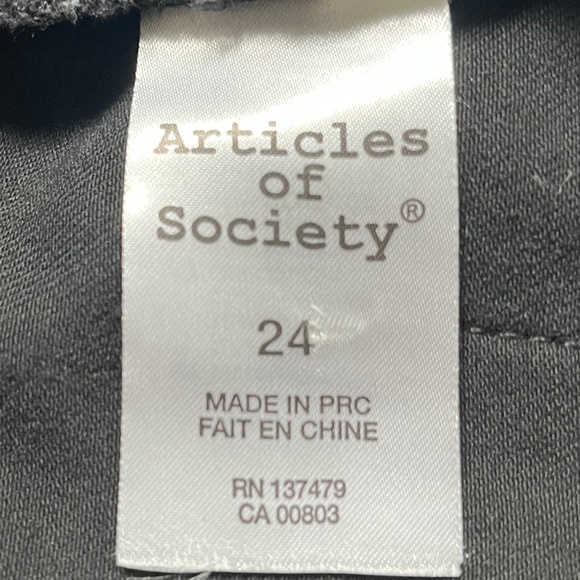 Articles
of
Society®
24
MADE IN PRC
FAIT EN CHINE
RN 137479
CA 00803